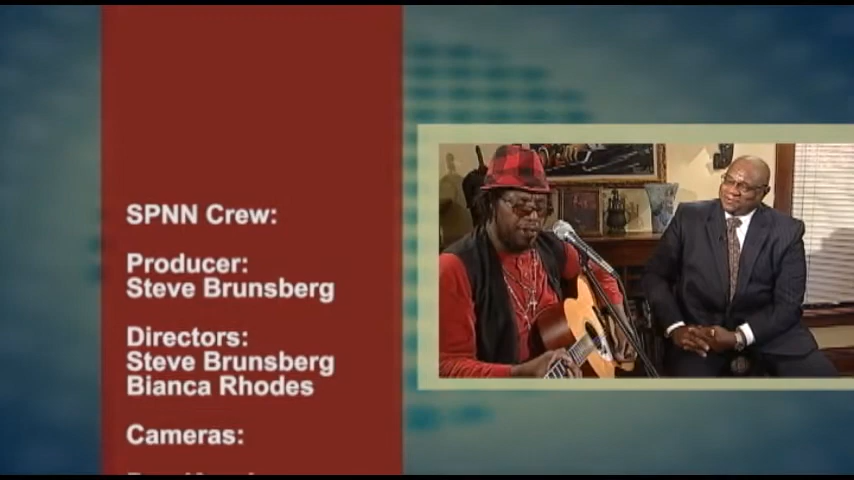 SPNN Crew:
Producer:
Steve Brunsberg
Directors:
Steve Brunsberg
Bianca Rhodes
Cameras: